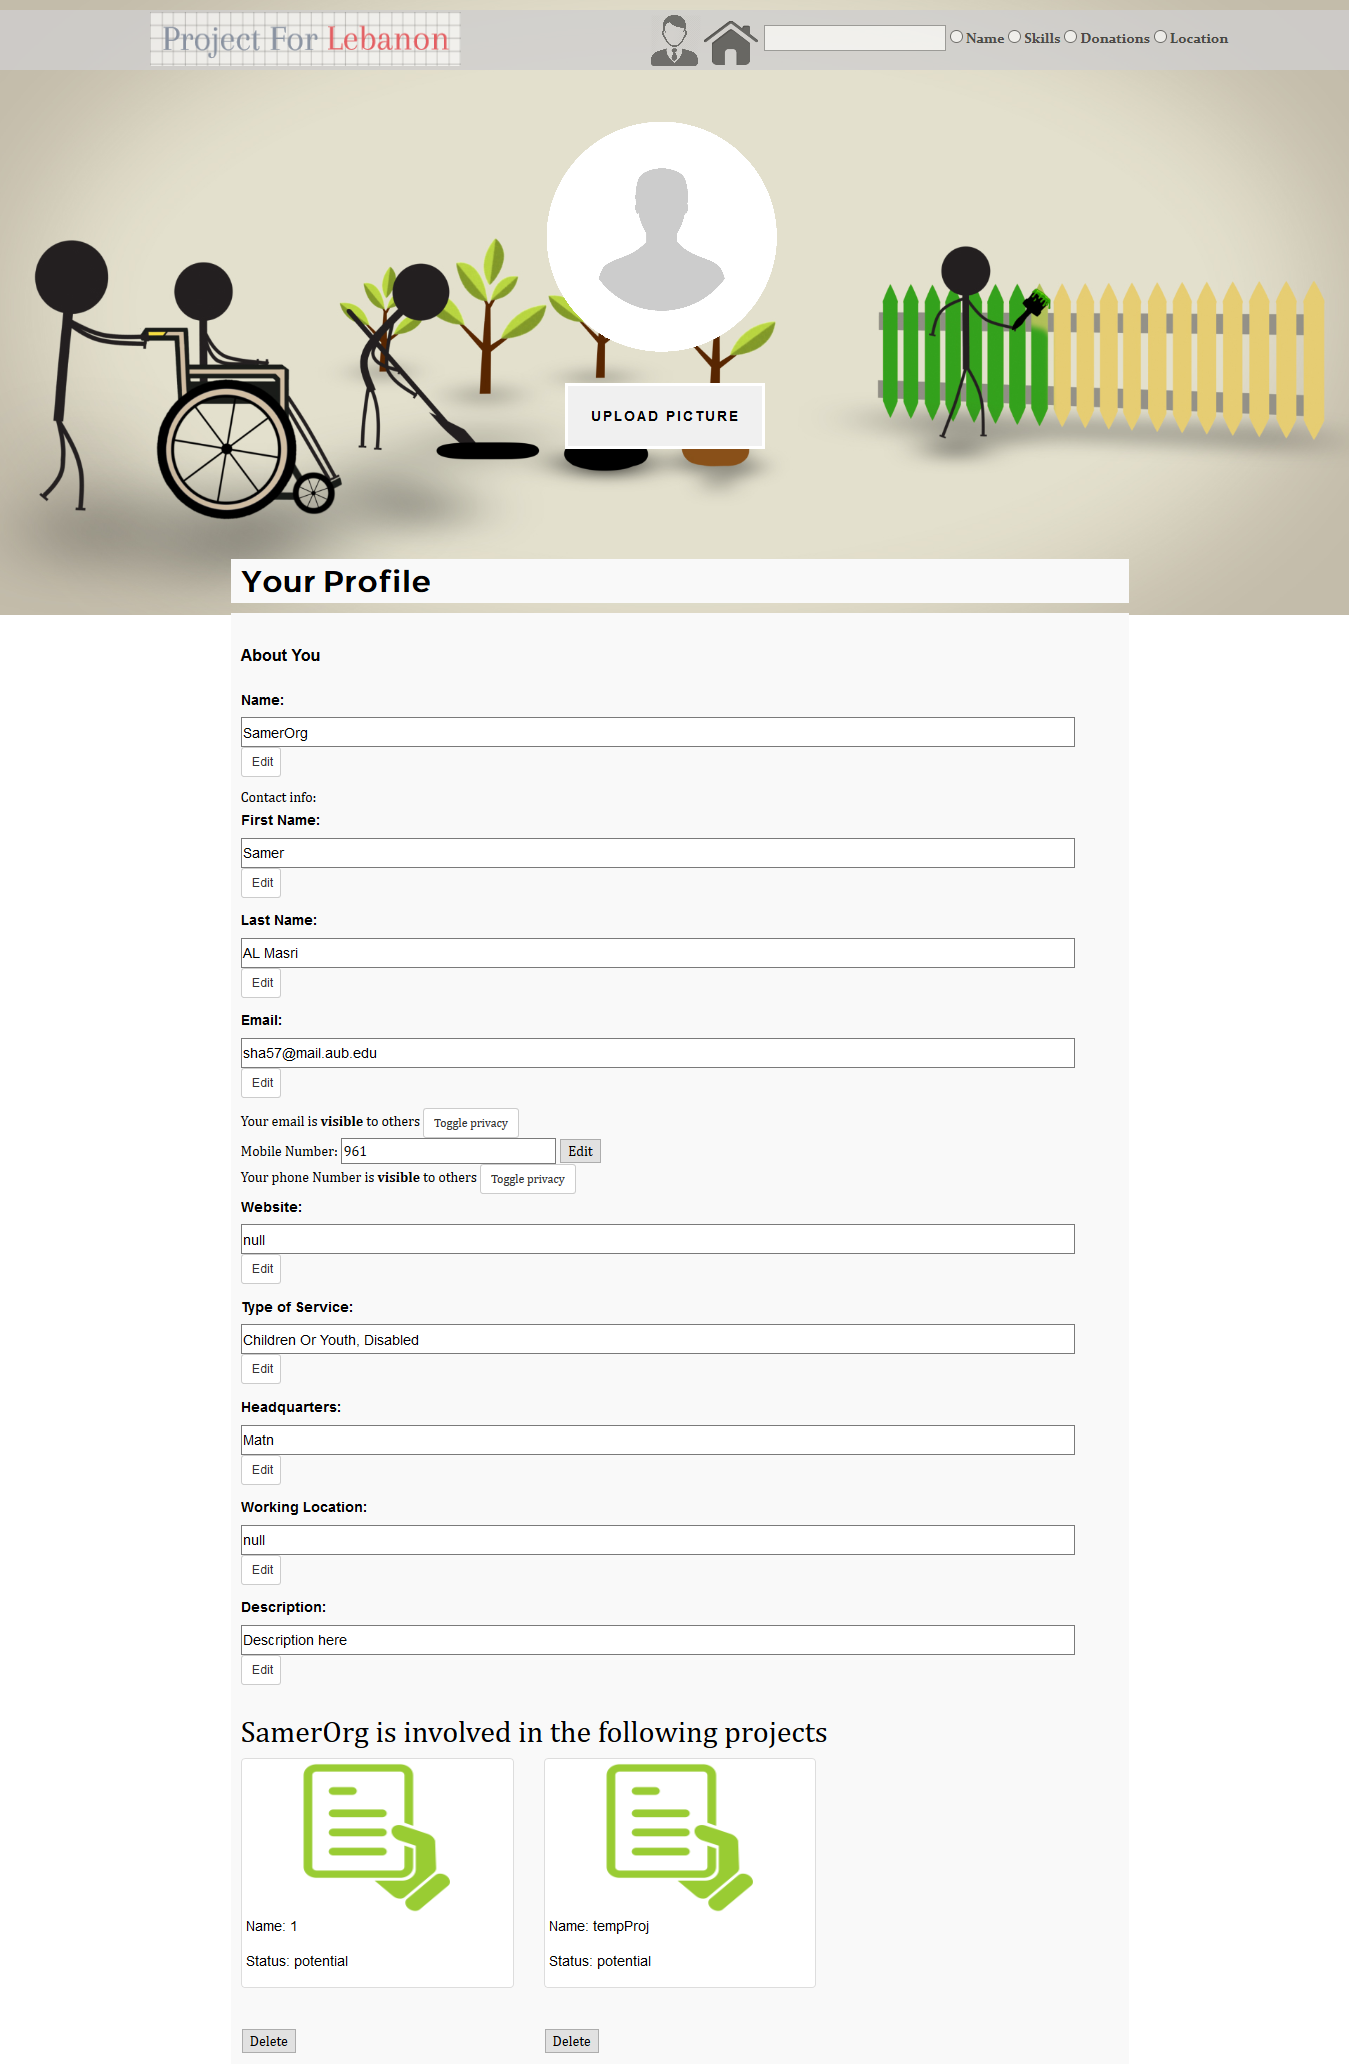 Project For Lebanon
Name Skills Donations Location
UPLOAD PICTURE
Your Profile
About You
Name:
SamerOrg
Edit
Contact info:
First Name:
Samer
Edit
Last Name:
AL Masri
Edit
Email:
sha57@mail.aub.edu
Edit
Your email is visible to others Toggle privacy
Mobile Number: 961 Edit
Your phone Number is visible to others Toggle privacy
Website:
null
Edit
Type of Service:
Children Or Youth, Disabled
Edit
Headquarters:
Matn
Edit
Working Location:
null
Edit
Description:
Description here
Edit
SamerOrg is involved in the following projects
Name: 1
Status: potential
Delete
Name: tempProj
Status: potential
Delete